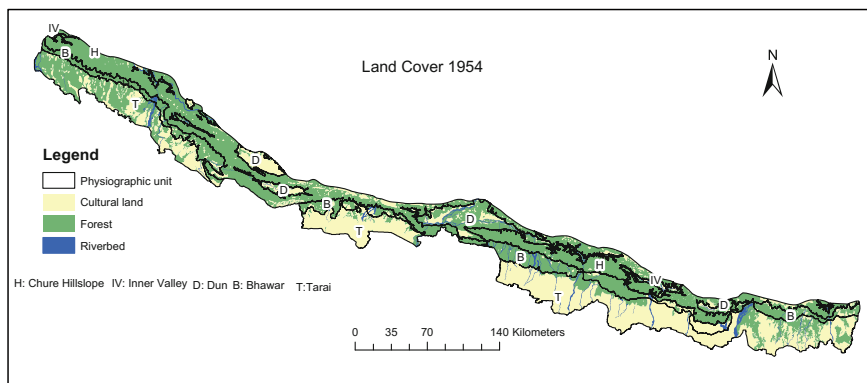 Land Cover 1954
N
IV
B
H
T
D
D
B
T
D
B
H
IV
T
D
B
Legend
Physiographic unit
Cultural land
Forest
Riverbed
H: Chure Hillslope IV: Inner Valley D: Dun B: Bhawar T:Tarai
0 35 70 140 Kilometers